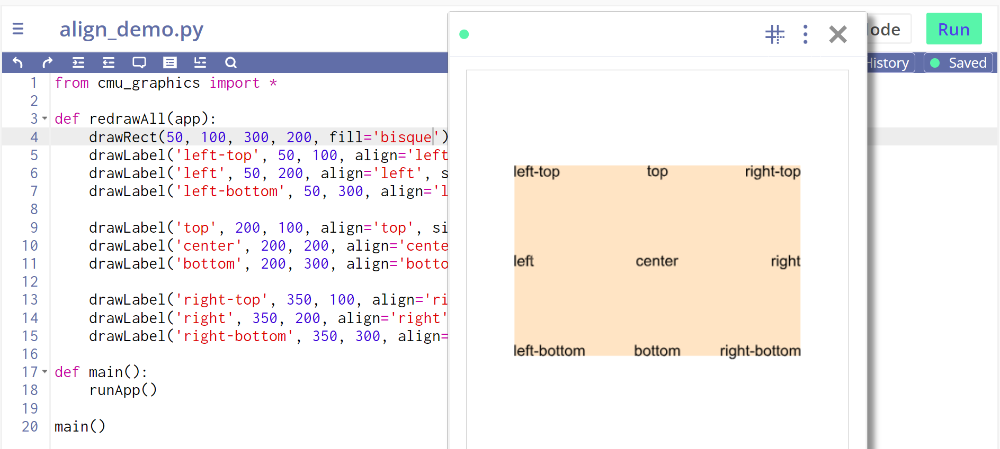 align_demo.py
ode
Run
History
Saved
1 from cmu_graphics import *
2
3 def redrawAll(app):
4 drawRect(50, 100, 300, 200, fill='bisque')
5 drawLabel('left-top', 50, 100, align='left
6 drawLabel('left', 50, 200, align='left', s
7 drawLabel('left-bottom', 50, 300, align='l
8
9 drawLabel('top', 200, 100, align='top', si
10 drawLabel('center', 200, 200, align='cente
11 drawLabel('bottom', 200, 300, align='botto
12
13 drawLabel('right-top', 350, 100, align='ri
14 drawLabel('right', 350, 200, align='right'
15 drawLabel('right-bottom', 350, 300, align=
16
17 def main():
18 runApp()
19
20 main()
left-top top right-top
left center right
left-bottom bottom right-bottom